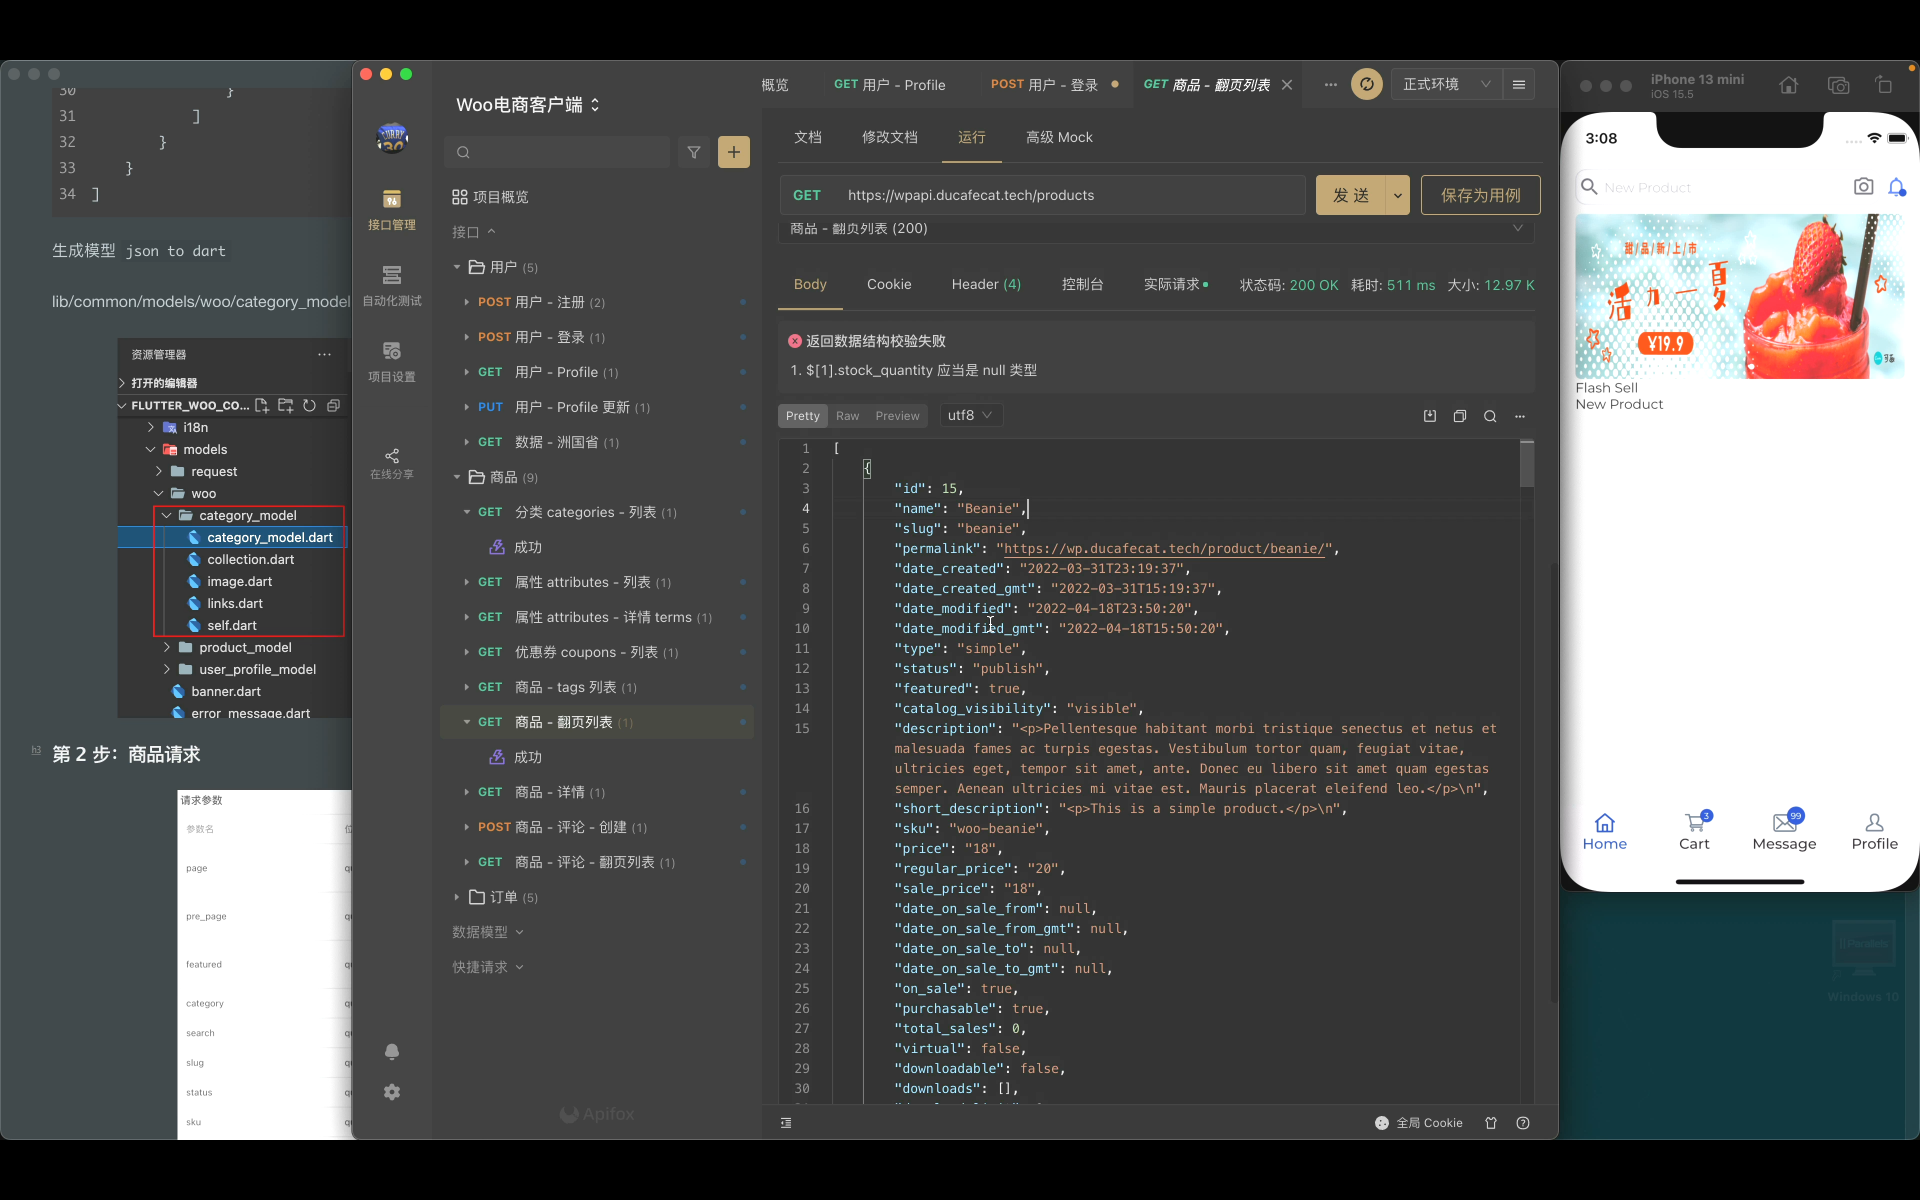 30 }
31 ]
32 }
33 }
34 ]
生成模型 json to dart
lib/common/models/woo/category_model
资源管理器 ···
打开的编辑器
FLUTTER_WOO_CO...
i18n
models
request
woo
category_model
category_model.dart
collection.dart
image.dart
links.dart
self.dart
product_model
user_profile_model
banner.dart
error_message.dart
h3 第 2 步：商品请求
请求参数
参数名 位
page
pre_page
featured
category
search
slug
status
sku
接口管理
自动化测试
项目设置
在线分享
Woo电商客户端
项目概览
接口
用户 (5)
POST 用户 - 注册 (2)
POST 用户 - 登录 (1)
GET 用户 - Profile (1)
PUT 用户 - Profile 更新 (1)
GET 数据 - 洲国省 (1)
商品 (9)
GET 分类 categories - 列表 (1)
成功
GET 属性 attributes - 列表 (1)
GET 属性 attributes - 详情 terms (1)
GET 优惠券 coupons - 列表 (1)
GET 商品 - tags 列表 (1)
GET 商品 - 翻页列表 (1)
成功
GET 商品 - 详情 (1)
POST 商品 - 评论 - 创建 (1)
GET 商品 - 评论 - 翻页列表 (1)
订单 (5)
数据模型
快捷请求
Apifox
概览 GET 用户 - Profile POST 用户 - 登录 GET 商品 - 翻页列表 ··· 正式环境
文档 修改文档 运行 高级 Mock
GET https://wpapi.ducafecat.tech/products 发 送 保存为用例
商品 - 翻页列表 (200)
Body Cookie Header (4) 控制台 实际请求 状态码: 200 OK 耗时: 511 ms 大小: 12.97 K
返回数据结构校验失败
1. $[1].stock_quantity 应当是 null 类型
Pretty Raw Preview utf8
1 [
2 {
3 "id": 15,
4 "name": "Beanie",
5 "slug": "beanie",
6 "permalink": "https://wp.ducafecat.tech/product/beanie/",
7 "date_created": "2022-03-31T23:19:37",
8 "date_created_gmt": "2022-03-31T15:19:37",
9 "date_modified": "2022-04-18T23:50:20",
10 "date_modified_gmt": "2022-04-18T15:50:20",
11 "type": "simple",
12 "status": "publish",
13 "featured": true,
14 "catalog_visibility": "visible",
15 "description": "<p>Pellentesque habitant morbi tristique senectus et netus et
malesuada fames ac turpis egestas. Vestibulum tortor quam, feugiat vitae,
ultricies eget, tempor sit amet, ante. Donec eu libero sit amet quam egestas
semper. Aenean ultricies mi vitae est. Mauris placerat eleifend leo.</p>\n",
16 "short_description": "<p>This is a simple product.</p>\n",
17 "sku": "woo-beanie",
18 "price": "18",
19 "regular_price": "20",
20 "sale_price": "18",
21 "date_on_sale_from": null,
22 "date_on_sale_from_gmt": null,
23 "date_on_sale_to": null,
24 "date_on_sale_to_gmt": null,
25 "on_sale": true,
26 "purchasable": true,
27 "total_sales": 0,
28 "virtual": false,
29 "downloadable": false,
30 "downloads": [],
全局 Cookie
iPhone 13 mini
iOS 15.5
3:08
New Product
甜/品/新/上/市
活力一夏
¥19.9
Flash Sell
New Product
3
99
Home Cart Message Profile
Parallels
Windows 10